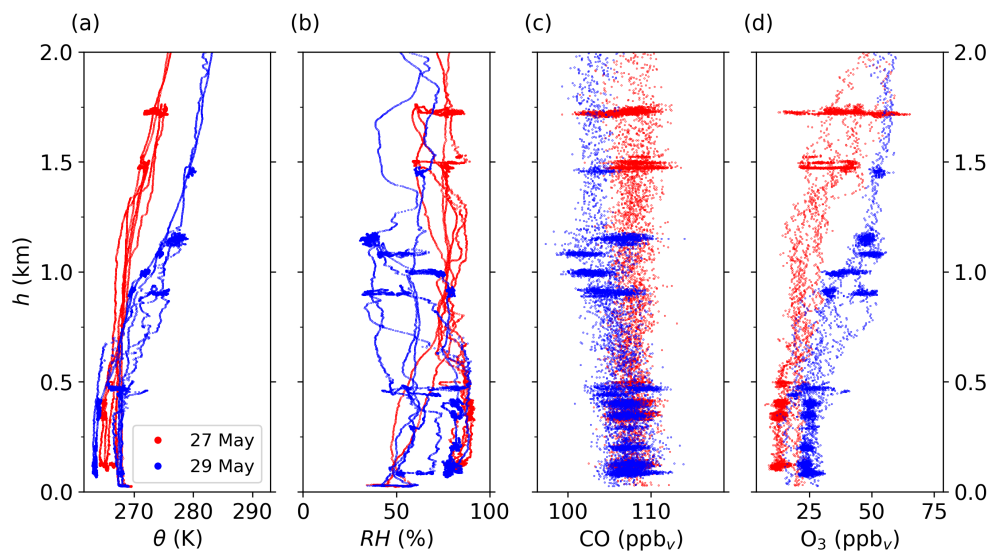 (a) (b) (c) (d)
2.0 2.0
1.5 1.5
1.0 1.0
0.5 0.5
0.0 0.0
h (km)
27 May
29 May
270 280 290 0 50 100 100 110 25 50 75
θ (K) RH (%) CO (ppbᵥ) O₃ (ppbᵥ)